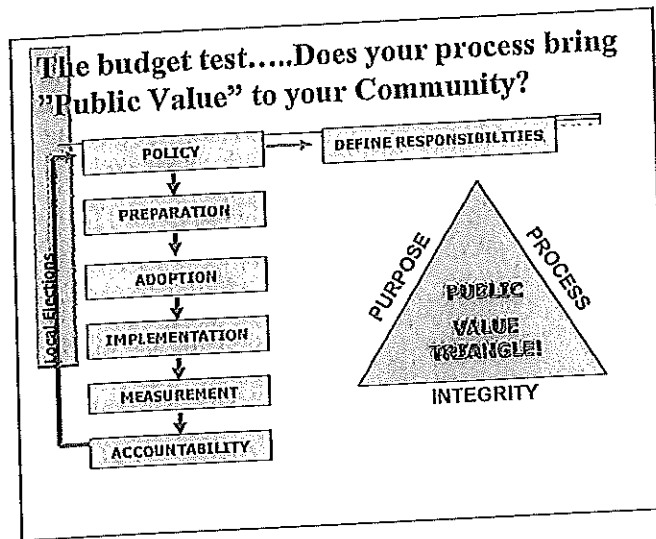 The budget test.....Does your process bring
”Public Value” to your Community?
POLICY
DEFINE RESPONSIBILITIES
PREPARATION
ADOPTION
IMPLEMENTATION
MEASUREMENT
ACCOUNTABILITY
Local Elections
PURPOSE
PROCESS
PUBLIC
VALUE
TRIANGLE!
INTEGRITY